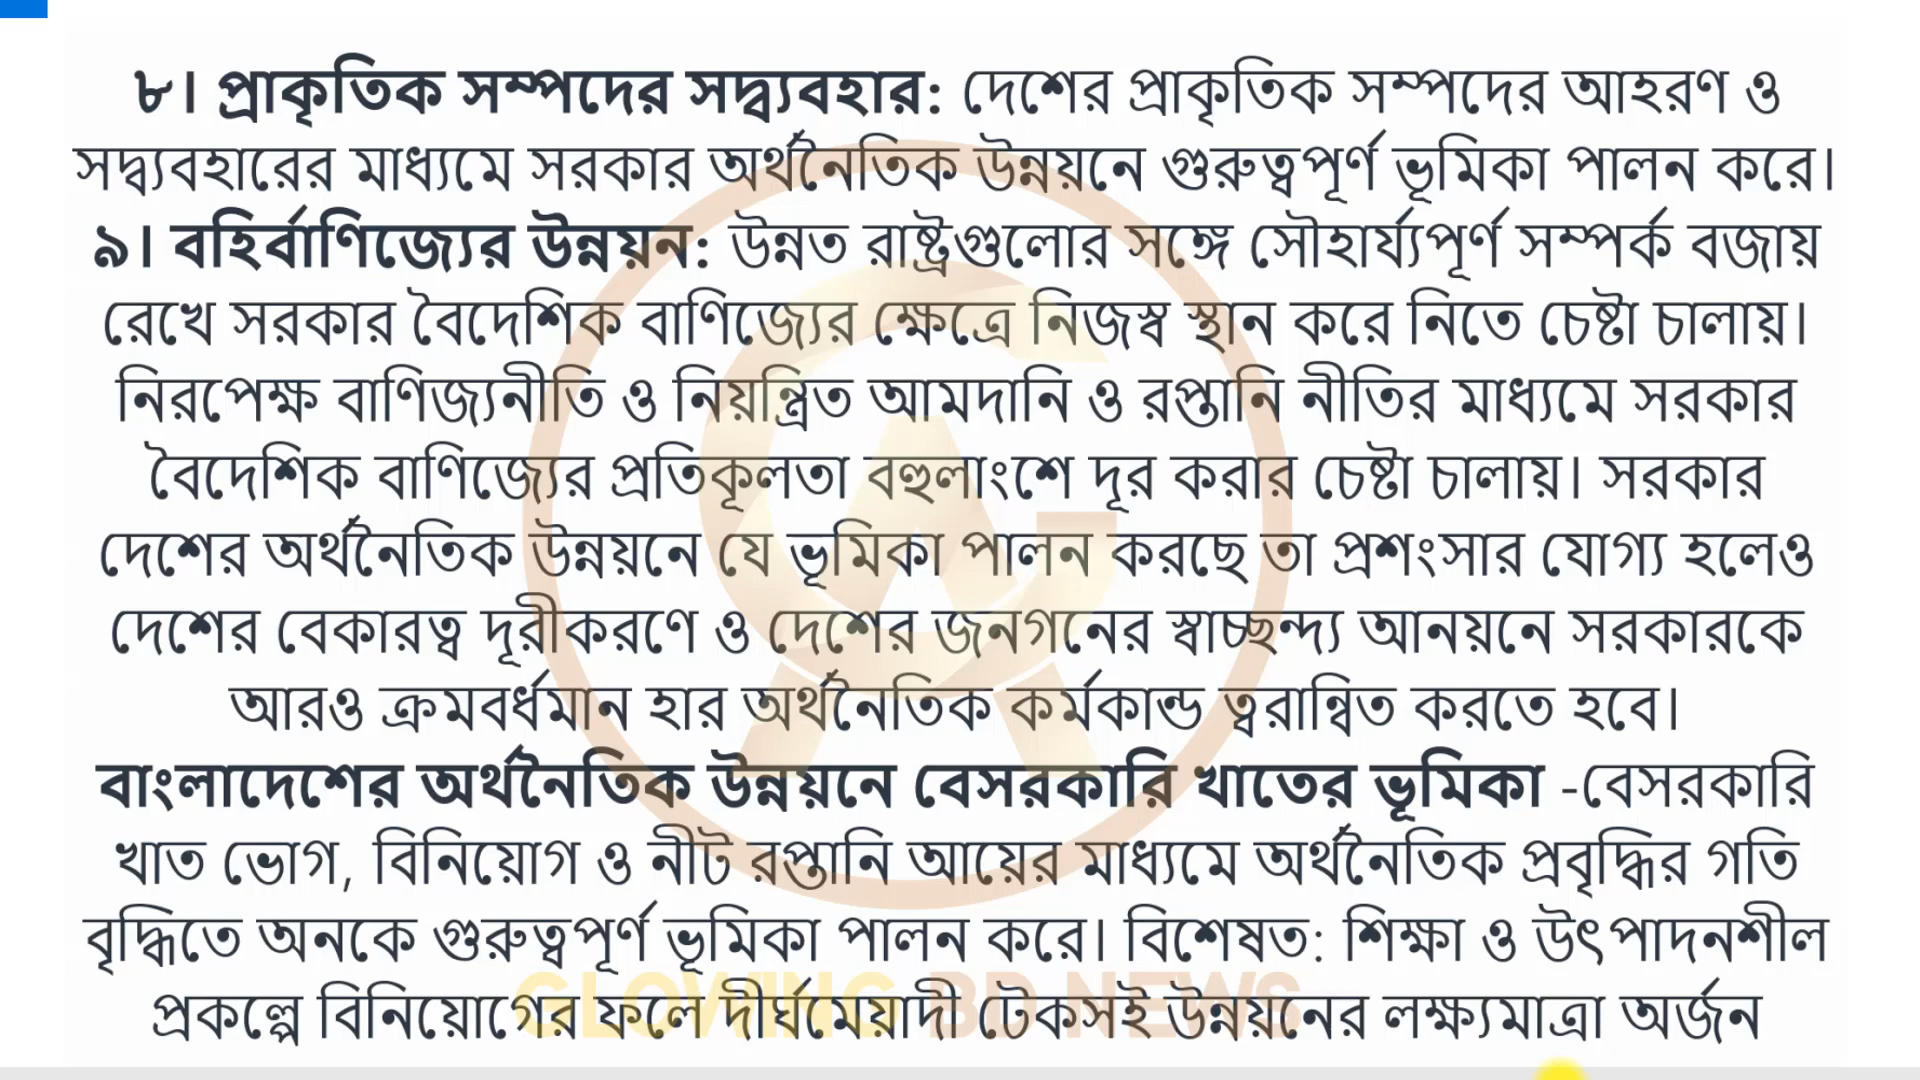 ৮। প্রাকৃতিক সম্পদের সদ্ব্যবহার: দেশের প্রাকৃতিক সম্পদের আহরণ ও
সদ্ব্যবহারের মাধ্যমে সরকার অর্থনৈতিক উন্নয়নে গুরুত্বপূর্ণ ভূমিকা পালন করে।
৯। বহির্বাণিজ্যের উন্নয়ন: উন্নত রাষ্ট্রগুলোর সঙ্গে সৌহার্য্যপূর্ণ সম্পর্ক বজায়
রেখে সরকার বৈদেশিক বাণিজ্যের ক্ষেত্রে নিজস্ব স্থান করে নিতে চেষ্টা চালায়।
নিরপেক্ষ বাণিজ্যনীতি ও নিয়ন্ত্রিত আমদানি ও রপ্তানি নীতির মাধ্যমে সরকার
বৈদেশিক বাণিজ্যের প্রতিকূলতা বহুলাংশে দূর করার চেষ্টা চালায়। সরকার
দেশের অর্থনৈতিক উন্নয়নে যে ভূমিকা পালন করছে তা প্রশংসার যোগ্য হলেও
দেশের বেকারত্ব দূরীকরণে ও দেশের জনগনের স্বাচ্ছন্দ্য আনয়নে সরকারকে
আরও ক্রমবর্ধমান হার অর্থনৈতিক কর্মকান্ড ত্বরান্বিত করতে হবে।
বাংলাদেশের অর্থনৈতিক উন্নয়নে বেসরকারি খাতের ভূমিকা -বেসরকারি
খাত ভোগ, বিনিয়োগ ও নীট রপ্তানি আয়ের মাধ্যমে অর্থনৈতিক প্রবৃদ্ধির গতি
বৃদ্ধিতে অনকে গুরুত্বপূর্ণ ভূমিকা পালন করে। বিশেষত: শিক্ষা ও উৎপাদনশীল
প্রকল্পে বিনিয়োগের ফলে দীর্ঘমেয়াদী টেকসই উন্নয়নের লক্ষ্যমাত্রা অর্জন
GLOWING BD NEWS